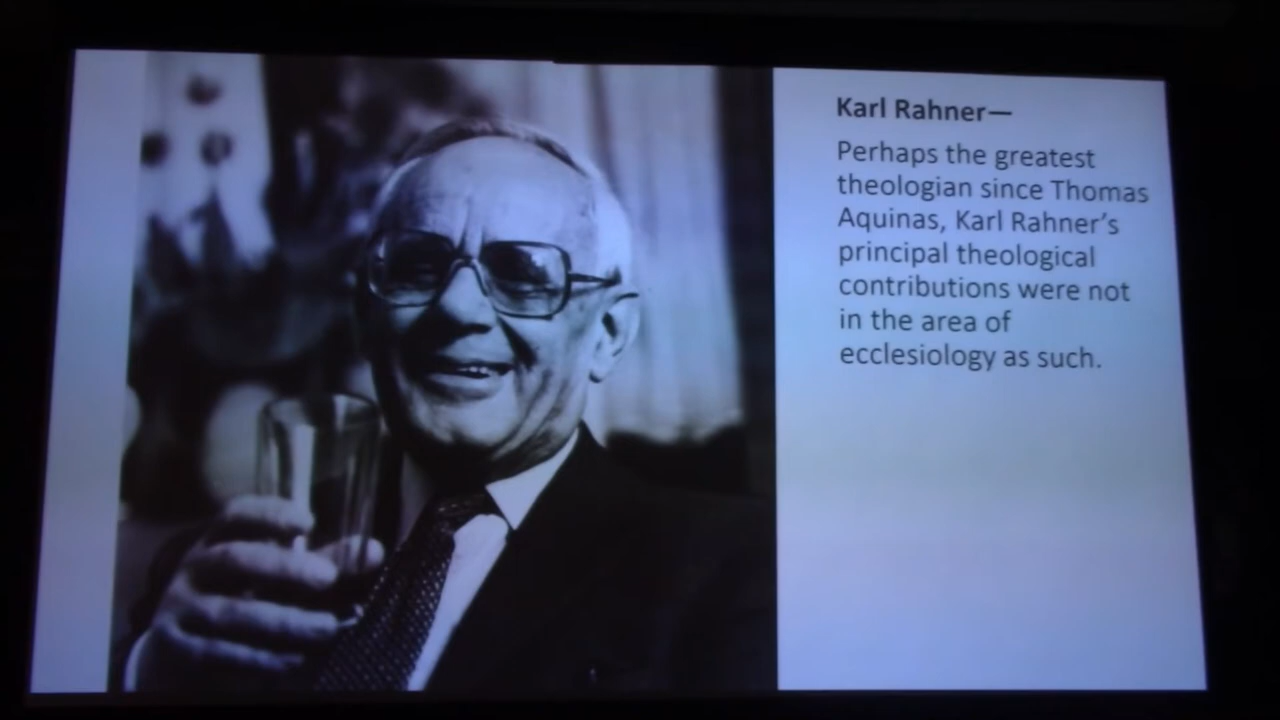 Karl Rahner—
Perhaps the greatest
theologian since Thomas
Aquinas, Karl Rahner’s
principal theological
contributions were not
in the area of
ecclesiology as such.